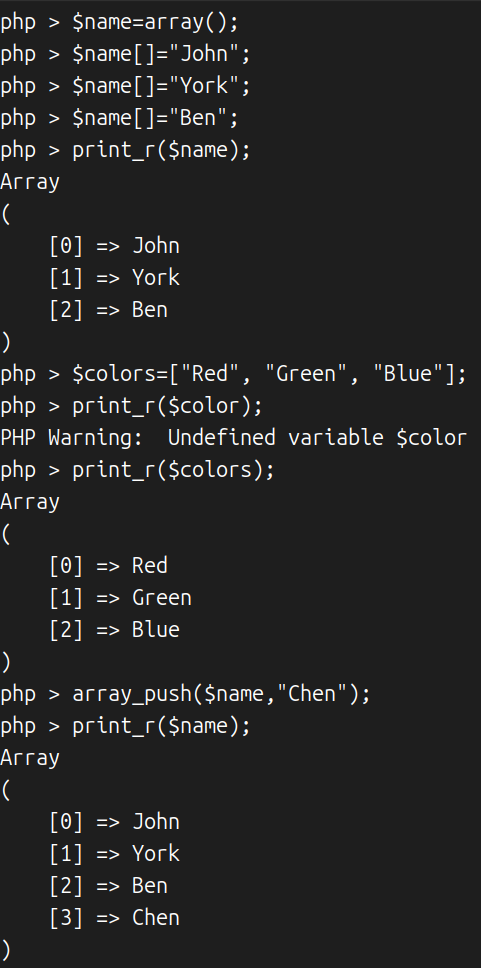 php > $name=array();
php > $name[]="John";
php > $name[]="York";
php > $name[]="Ben";
php > print_r($name);
Array
(
    [0] => John
    [1] => York
    [2] => Ben
)
php > $colors=["Red", "Green", "Blue"];
php > print_r($color);
PHP Warning:  Undefined variable $color
php > print_r($colors);
Array
(
    [0] => Red
    [1] => Green
    [2] => Blue
)
php > array_push($name,"Chen");
php > print_r($name);
Array
(
    [0] => John
    [1] => York
    [2] => Ben
    [3] => Chen
)